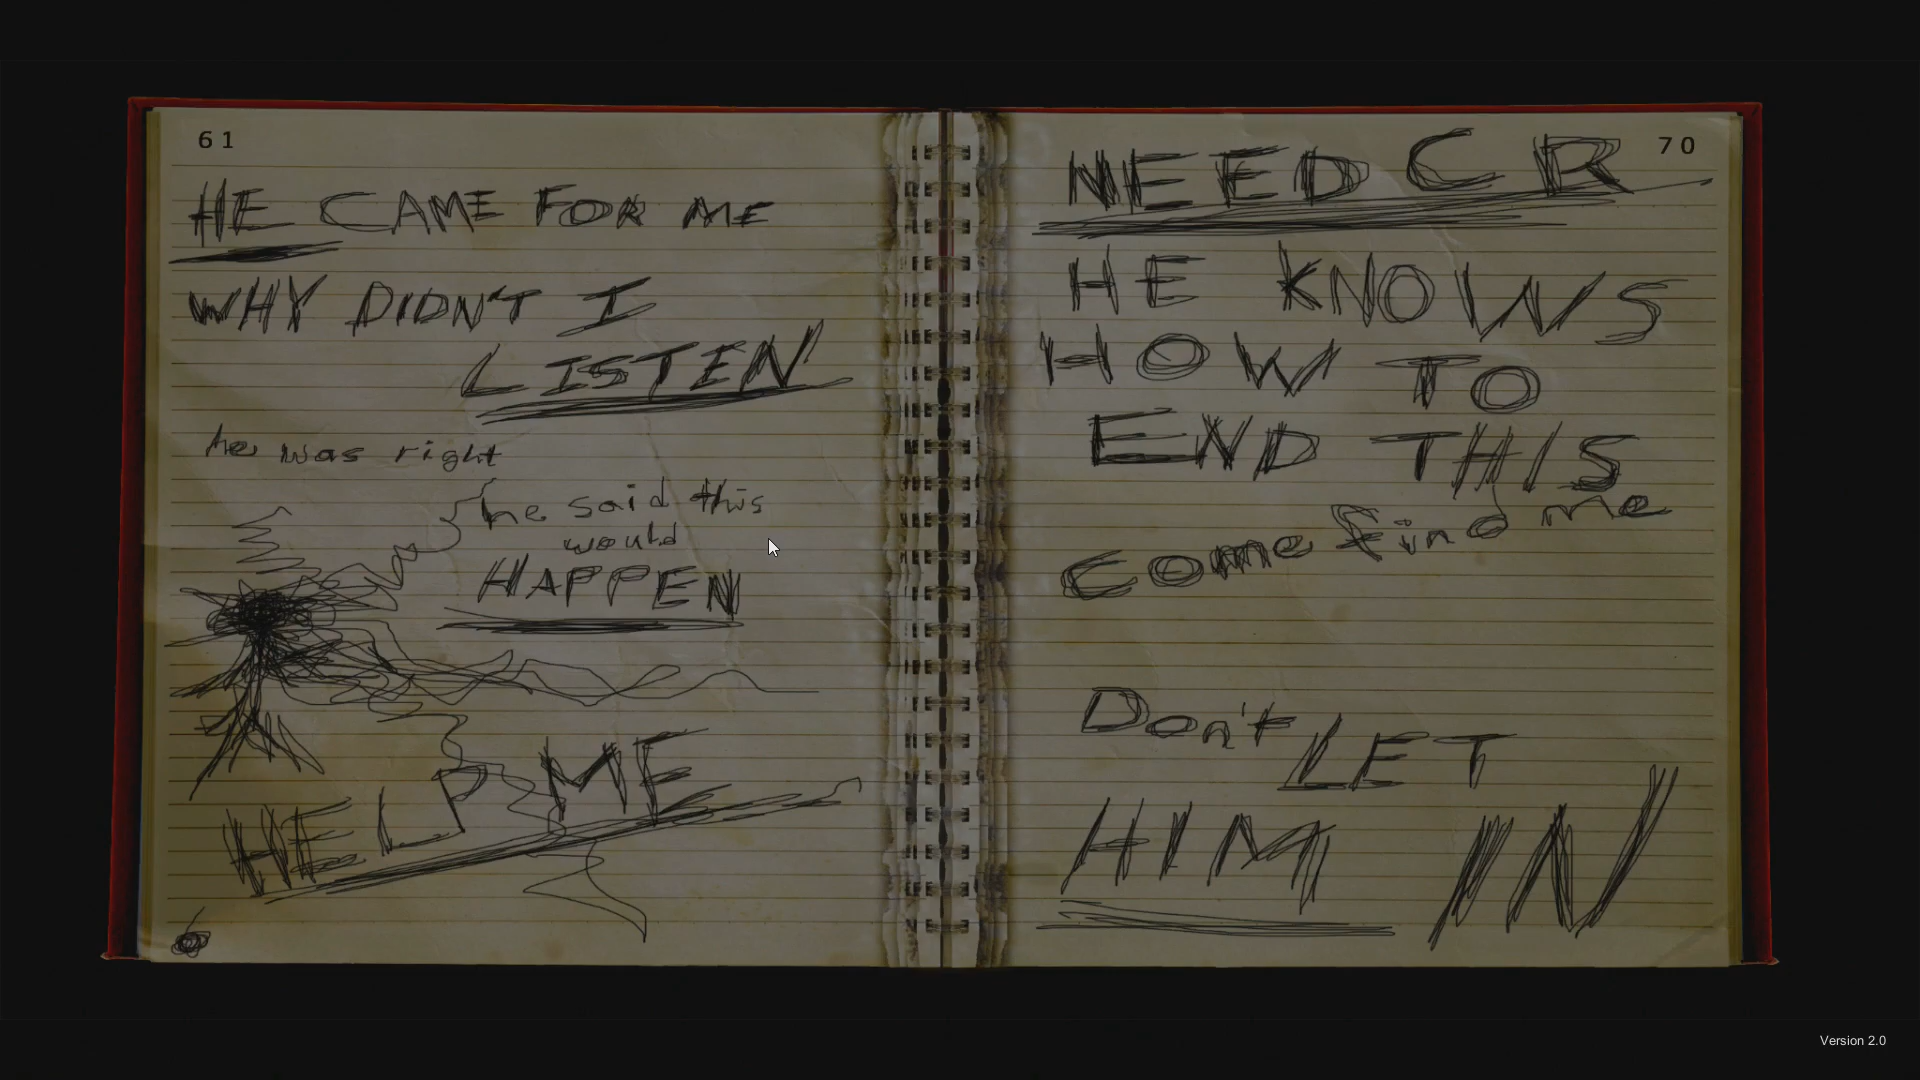 61
HE CAME FOR ME
WHY DIDN'T I
LISTEN
he was right
he said this
would
HAPPEN
HELP ME
70
NEED CR
HE KNOWS
HOW TO
END THIS
come find me
Don't LET
HIM IN
Version 2.0